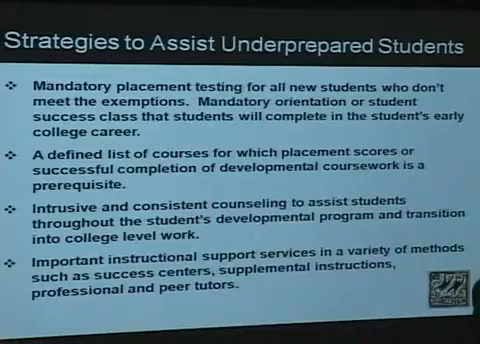 Strategies to Assist Underprepared Students
Mandatory placement testing for all new students who don't
meet the exemptions. Mandatory orientation or student
success class that students will complete in the student's early
college career.
A defined list of courses for which placement scores or
successful completion of developmental coursework is a
prerequisite.
Intrusive and consistent counseling to assist students
throughout the student's developmental program and transition
into college level work.
Important instructional support services in a variety of methods
such as success centers, supplemental instructions,
professional and peer tutors.